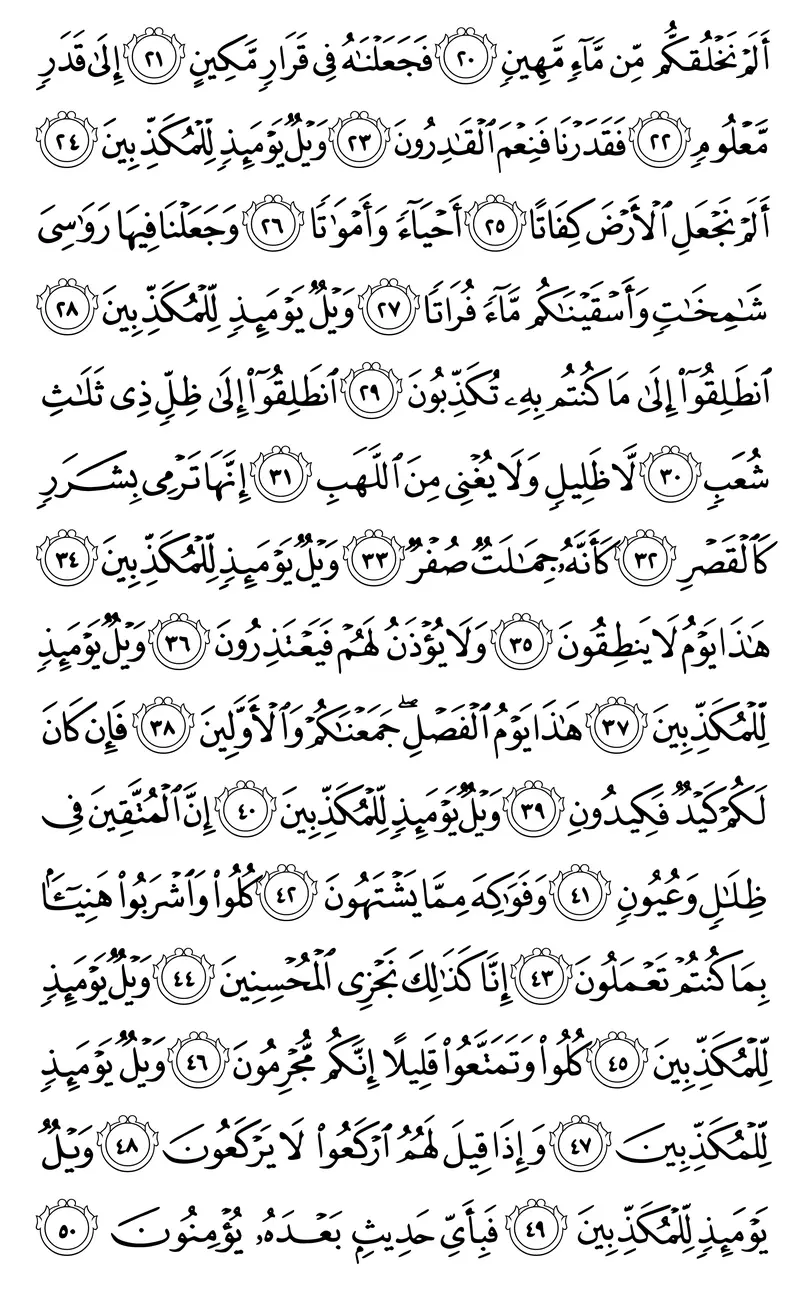 أَلَمۡ نَخۡلُقكُّم مِّن مَّآءٖ مَّهِينٖ ٢٠ فَجَعَلۡنَٰهُ فِي قَرَارٖ مَّكِينٍ ٢١ إِلَىٰ قَدَرٖ
مَّعۡلُومٖ ٢٢ فَقَدَرۡنَا فَنِعۡمَ ٱلۡقَٰدِرُونَ ٢٣ وَيۡلٞ يَوۡمَئِذٖ لِّلۡمُكَذِّبِينَ ٢٤
أَلَمۡ نَجۡعَلِ ٱلۡأَرۡضَ كِفَاتًا ٢٥ أَحۡيَآءٗ وَأَمۡوَٰتٗا ٢٦ وَجَعَلۡنَا فِيهَا رَوَٰسِيَ
شَٰمِخَٰتٖ وَأَسۡقَيۡنَٰكُم مَّآءٗ فُرَاتٗا ٢٧ وَيۡلٞ يَوۡمَئِذٖ لِّلۡمُكَذِّبِينَ ٢٨
ٱنطَلِقُوٓاْ إِلَىٰ مَا كُنتُم بِهِۦ تُكَذِّبُونَ ٢٩ ٱنطَلِقُوٓاْ إِلَىٰ ظِلّٖ ذِي ثَلَٰثِ
شُعَبٖ ٣٠ لَّا ظَلِيلٖ وَلَا يُغۡنِي مِنَ ٱللَّهَبِ ٣١ إِنَّهَا تَرۡمِي بِشَرَرٖ
كَٱلۡقَصۡرِ ٣٢ كَأَنَّهُۥ جِمَٰلَتٞ صُفۡرٞ ٣٣ وَيۡلٞ يَوۡمَئِذٖ لِّلۡمُكَذِّبِينَ ٣٤
هَٰذَا يَوۡمُ لَا يَنطِقُونَ ٣٥ وَلَا يُؤۡذَنُ لَهُمۡ فَيَعۡتَذِرُونَ ٣٦ وَيۡلٞ يَوۡمَئِذٖ
لِّلۡمُكَذِّبِينَ ٣٧ هَٰذَا يَوۡمُ ٱلۡفَصۡلِۖ جَمَعۡنَٰكُمۡ وَٱلۡأَوَّلِينَ ٣٨ فَإِن كَانَ
لَكُمۡ كَيۡدٞ فَكِيدُونِ ٣٩ وَيۡلٞ يَوۡمَئِذٖ لِّلۡمُكَذِّبِينَ ٤٠ إِنَّ ٱلۡمُتَّقِينَ فِي
ظِلَٰلٖ وَعُيُونٖ ٤١ وَفَوَٰكِهَ مِمَّا يَشۡتَهُونَ ٤٢ كُلُواْ وَٱشۡرَبُواْ هَنِيٓـَٔۢا
بِمَا كُنتُمۡ تَعۡمَلُونَ ٤٣ إِنَّا كَذَٰلِكَ نَجۡزِي ٱلۡمُحۡسِنِينَ ٤٤ وَيۡلٞ يَوۡمَئِذٖ
لِّلۡمُكَذِّبِينَ ٤٥ كُلُواْ وَتَمَتَّعُواْ قَلِيلًا إِنَّكُم مُّجۡرِمُونَ ٤٦ وَيۡلٞ يَوۡمَئِذٖ
لِّلۡمُكَذِّبِينَ ٤٧ وَإِذَا قِيلَ لَهُمُ ٱرۡكَعُواْ لَا يَرۡكَعُونَ ٤٨ وَيۡلٞ
يَوۡمَئِذٖ لِّلۡمُكَذِّبِينَ ٤٩ فَبِأَيِّ حَدِيثِۭ بَعۡدَهُۥ يُؤۡمِنُونَ ٥٠